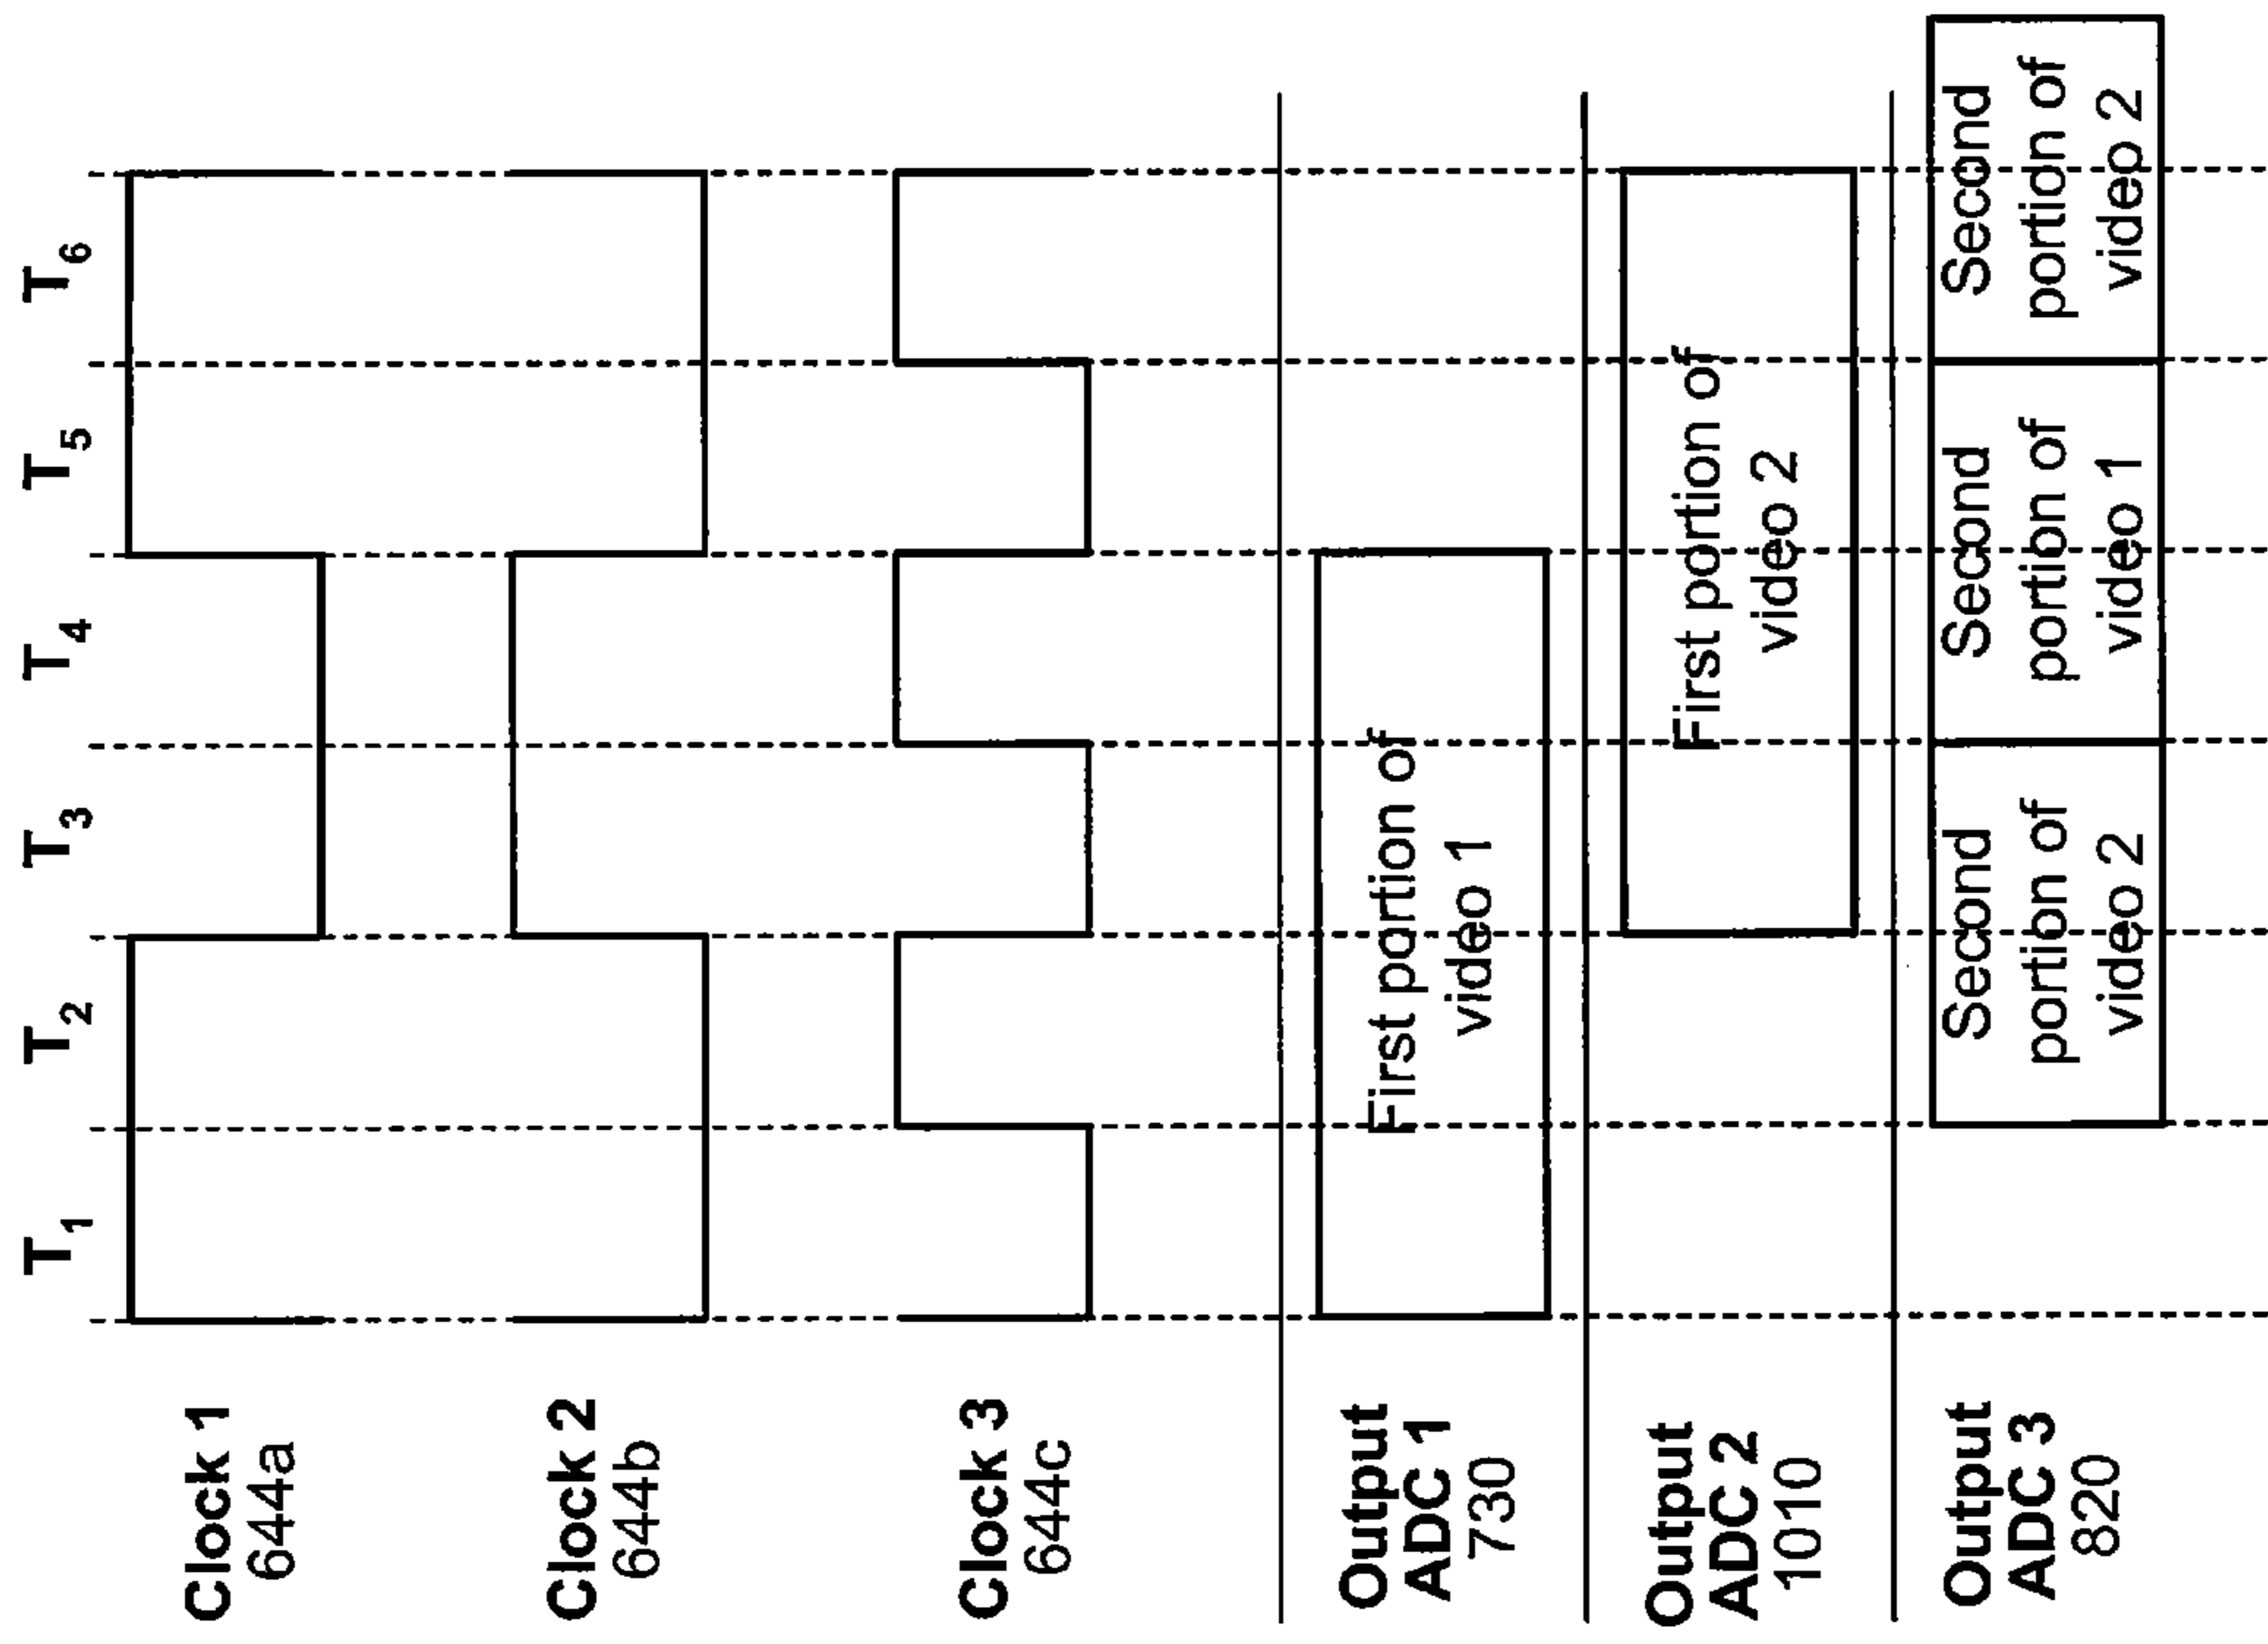 T1 T2 T3 T4 T5 T6
Clock 1
644a
Clock 2
644b
Clock 3
644c
Output
ADC 1
730
First portion of
video 1
Output
ADC 2
1010
First portion of
video 2
Output
ADC 3
820
Second
portion of
video 2
Second
portion of
video 1
Second
portion of
video 2